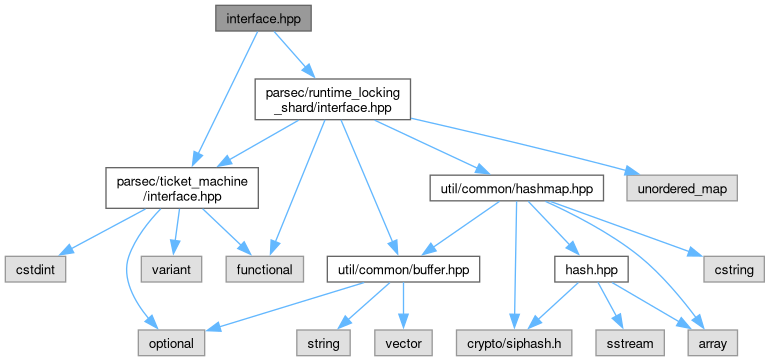 interface.hpp
parsec/runtime_locking
_shard/interface.hpp
parsec/ticket_machine
/interface.hpp
util/common/hashmap.hpp
unordered_map
cstdint
variant
functional
util/common/buffer.hpp
hash.hpp
cstring
optional
string
vector
crypto/siphash.h
sstream
array